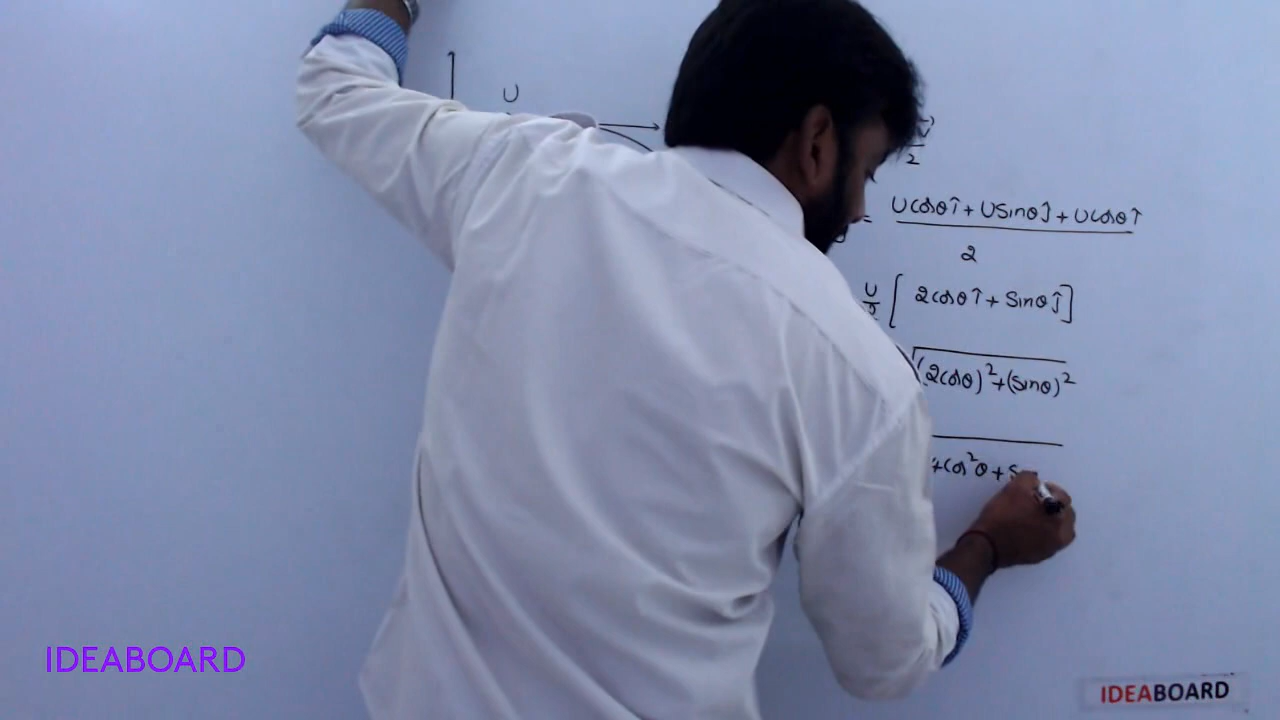 U
2
= Ucosθî + Usinθĵ + Ucosθî
2
U [ 2cosθî + Sinθĵ]
2
√(2cosθ)²+(sinθ)²
4cos²θ+S
IDEABOARD
IDEABOARD